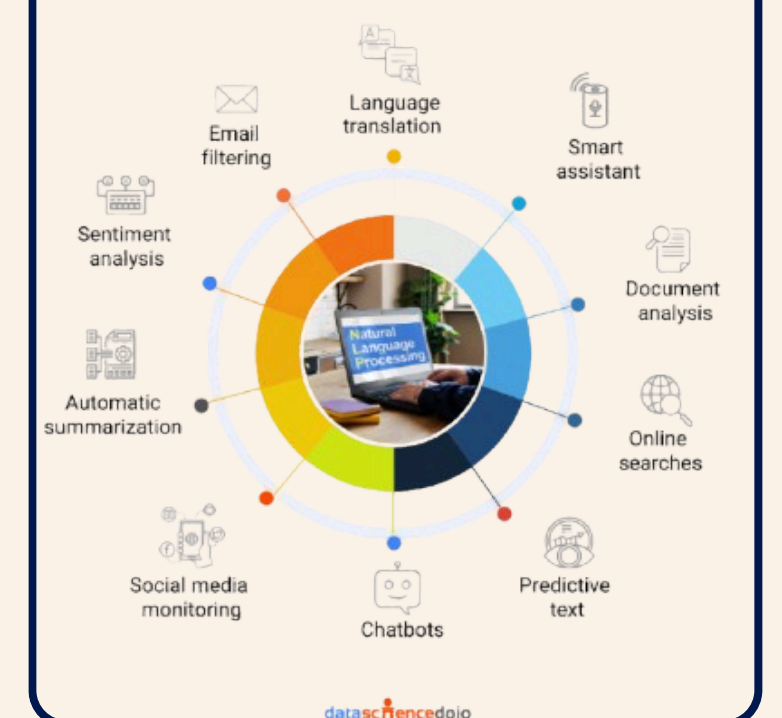 Language
translation
Smart
assistant
Document
analysis
Online
searches
Predictive
text
Chatbots
Social media
monitoring
Automatic
summarization
Sentiment
analysis
Email
filtering
Natural
Language
Processing
datasciencedojo